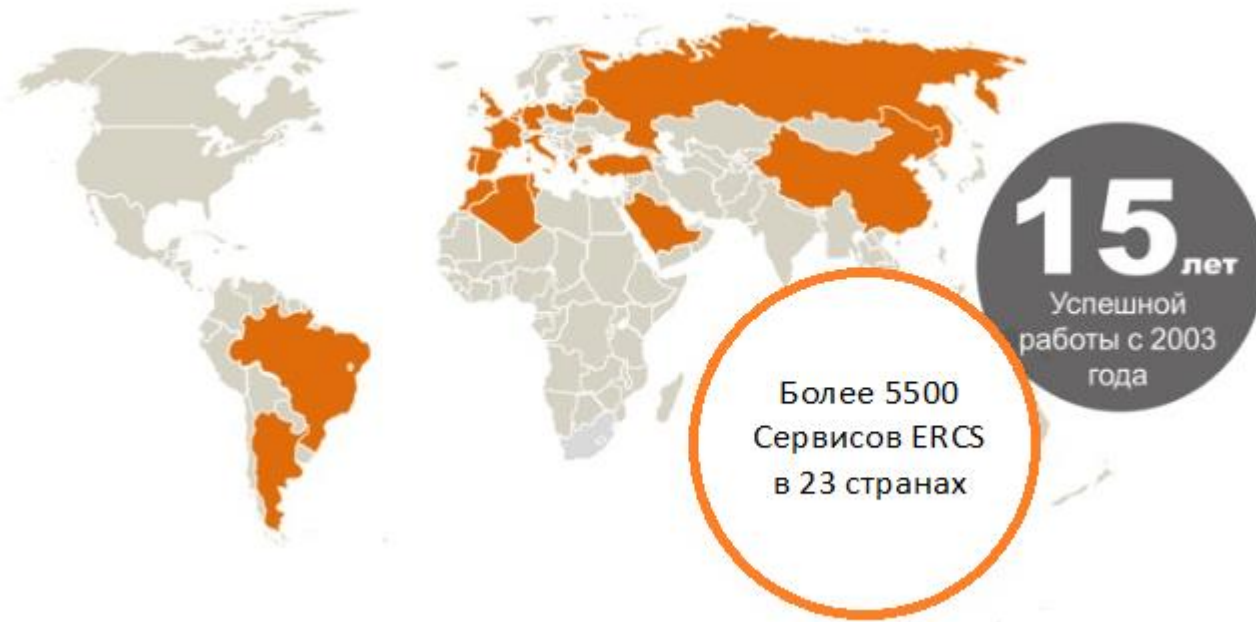 15 лет
Успешной
работы с 2003
года
Более 5500
Сервисов ERCS
в 23 странах